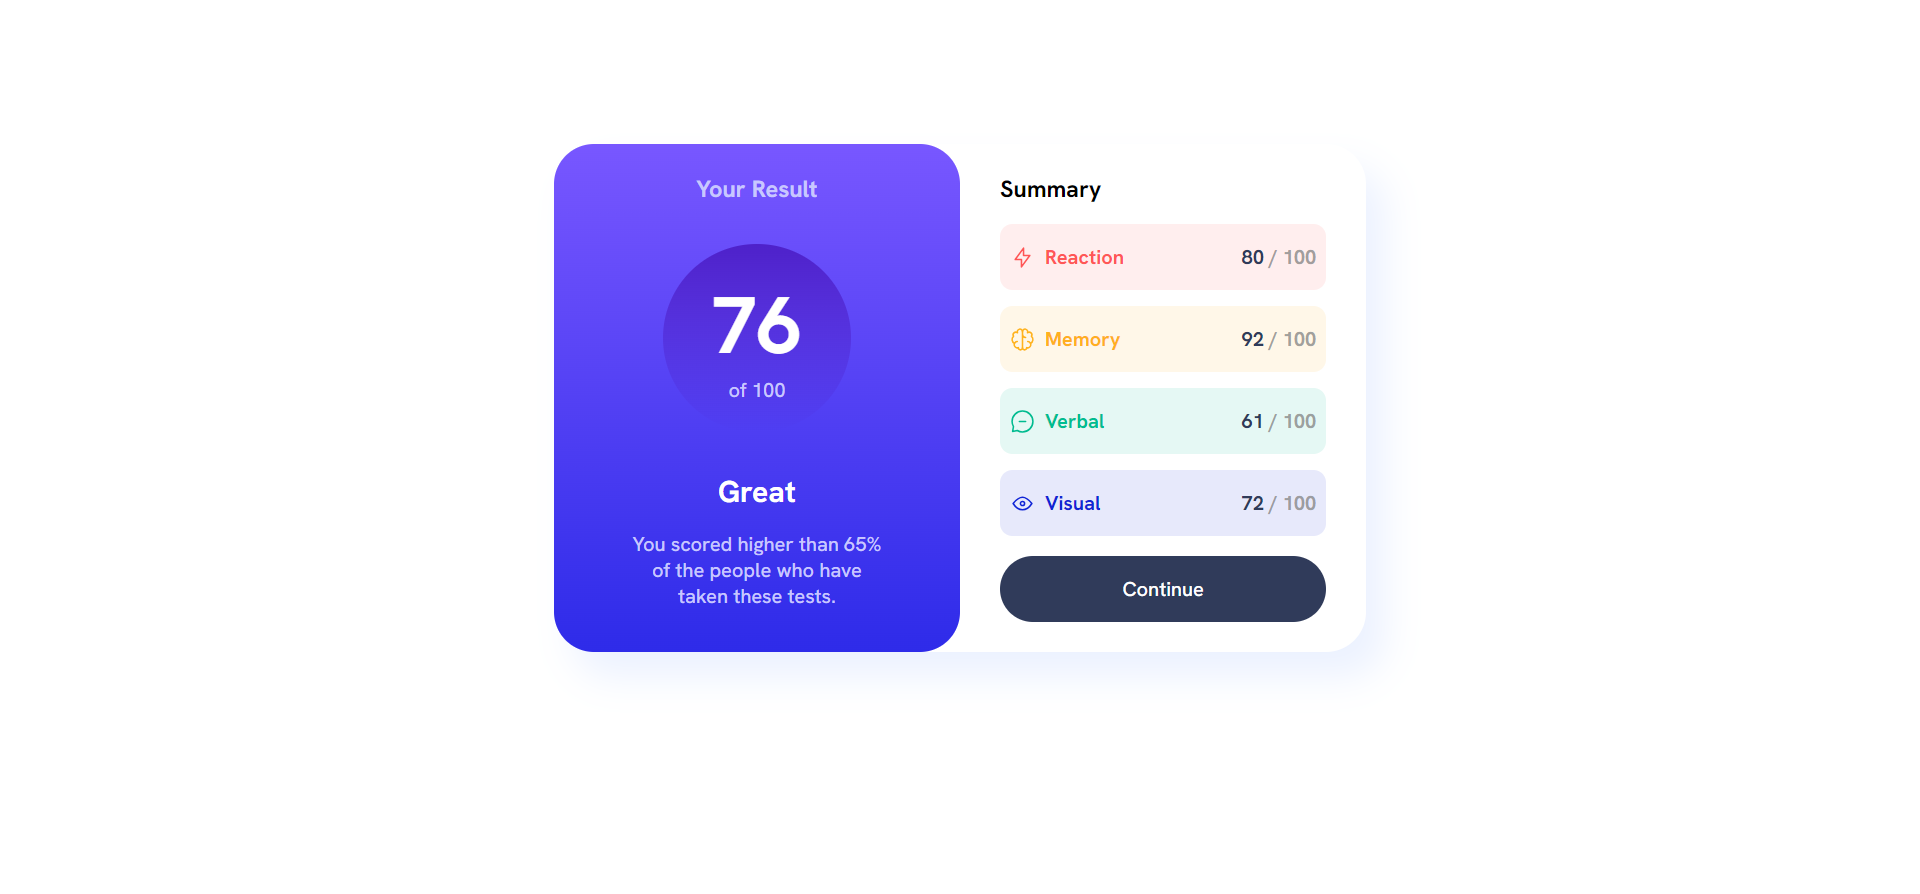 Your Result
76
of 100
Great
You scored higher than 65%
of the people who have
taken these tests.
Summary
Reaction 80 / 100
Memory 92 / 100
Verbal 61 / 100
Visual 72 / 100
Continue